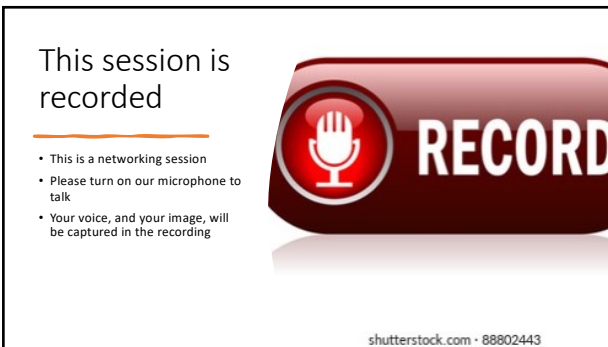 This session is
recorded
• This is a networking session
• Please turn on our microphone to
talk
• Your voice, and your image, will
be captured in the recording
RECORD
shutterstock.com · 88802443